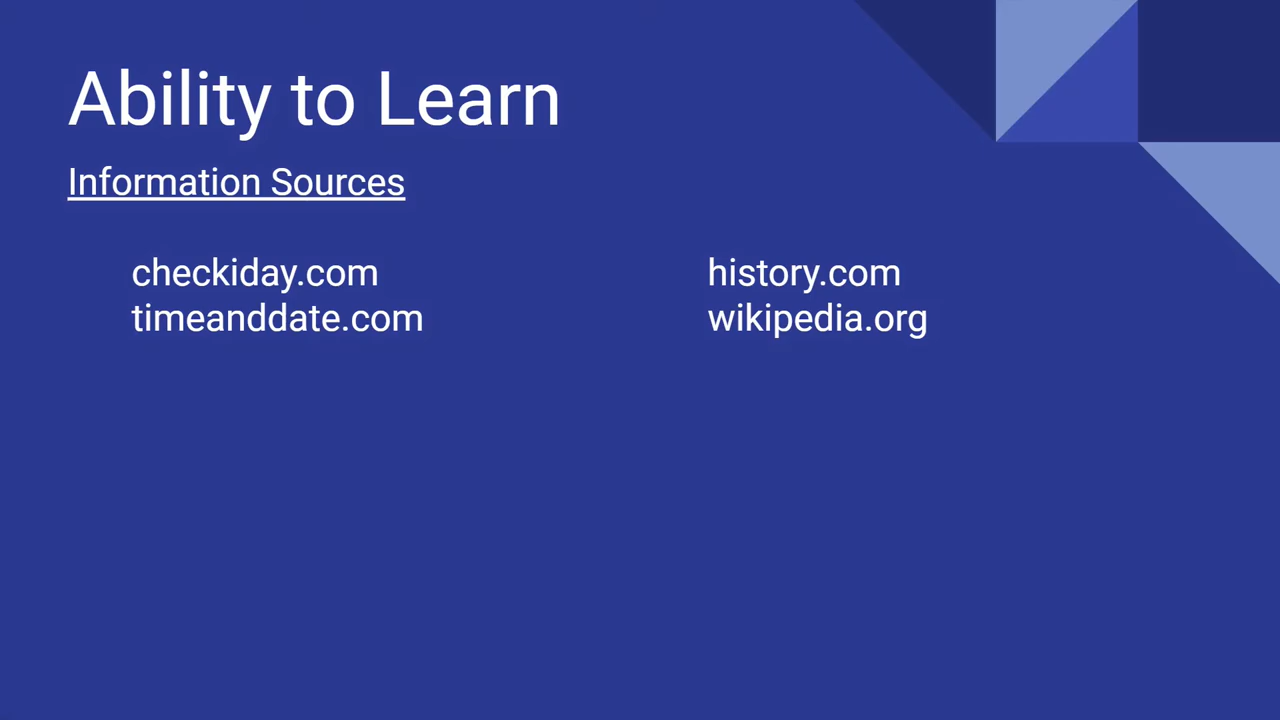 Ability to Learn
Information Sources
checkiday.com
timeanddate.com
history.com
wikipedia.org